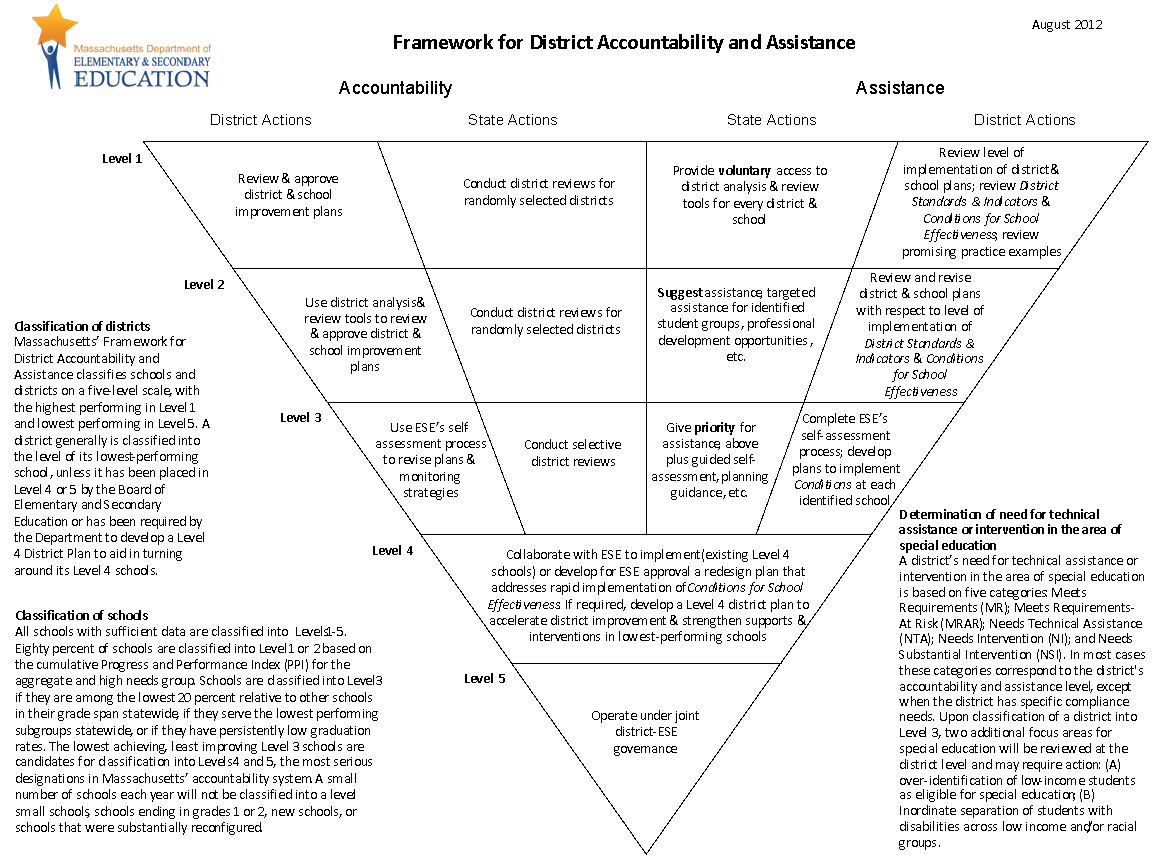 August 2012
Massachusetts Department of
ELEMENTARY & SECONDARY
EDUCATION
Framework for District Accountability and Assistance
Accountability
Assistance
District Actions
State Actions
State Actions
District Actions
Level 1
Review & approve
district & school
improvement plans
Conduct district reviews for
randomly selected districts
Provide voluntary access to
district analysis & review
tools for every district &
school
Review level of
implementation of district &
school plans; review District
Standards & Indicators &
Conditions for School
Effectiveness; review
promising practice examples
Level 2
Use district analysis &
review tools to review
& approve district &
school improvement
plans
Conduct district reviews for
randomly selected districts
Suggest assistance; targeted
assistance for identified
student groups, professional
development opportunities,
etc.
Review and revise
district & school plans
with respect to level of
implementation of
District Standards &
Indicators & Conditions
for School
Effectiveness
Level 3
Use ESE's self
assessment process
to revise plans &
monitoring
strategies
Conduct selective
district reviews
Give priority for
assistance; above
plus guided self-
assessment, planning
guidance, etc.
Complete ESE's
self-assessment
process; develop
plans to implement
Conditions at each
identified school
Level 4
Collaborate with ESE to implement (existing Level 4
schools) or develop for ESE approval a redesign plan that
addresses rapid implementation of Conditions for School
Effectiveness. If required, develop a Level 4 district plan to
accelerate district improvement & strengthen supports &
interventions in lowest-performing schools
Level 5
Operate under joint
district-ESE
governance
Classification of districts
Massachusetts' Framework for
District Accountability and
Assistance classifies schools and
districts on a five-level scale, with
the highest performing in Level 1
and lowest performing in Level 5. A
district generally is classified into
the level of its lowest-performing
school, unless it has been placed in
Level 4 or 5 by the Board of
Elementary and Secondary
Education or has been required by
the Department to develop a Level
4 District Plan to aid in turning
around its Level 4 schools.
Classification of schools
All schools with sufficient data are classified into Levels 1-5.
Eighty percent of schools are classified into Level 1 or 2 based on
the cumulative Progress and Performance Index (PPI) for the
aggregate and high needs group. Schools are classified into Level 3
if they are among the lowest 20 percent relative to other schools
in their grade span statewide, if they serve the lowest performing
subgroups statewide, or if they have persistently low graduation
rates. The lowest achieving, least improving Level 3 schools are
candidates for classification into Levels 4 and 5, the most serious
designations in Massachusetts' accountability system. A small
number of schools each year will not be classified into a level:
small schools, schools ending in grades 1 or 2, new schools, or
schools that were substantially reconfigured.
Determination of need for technical
assistance or intervention in the area of
special education
A district's need for technical assistance or
intervention in the area of special education
is based on five categories: Meets
Requirements (MR); Meets Requirements-
At Risk (MRAR); Needs Technical Assistance
(NTA); Needs Intervention (NI); and Needs
Substantial Intervention (NSI). In most cases
these categories correspond to the district's
accountability and assistance level, except
when the district has specific compliance
needs. Upon classification of a district into
Level 3, two additional focus areas for
special education will be reviewed at the
district level and may require action: (A)
over-identification of low-income students
as eligible for special education; (B)
Inordinate separation of students with
disabilities across low income and/or racial
groups.